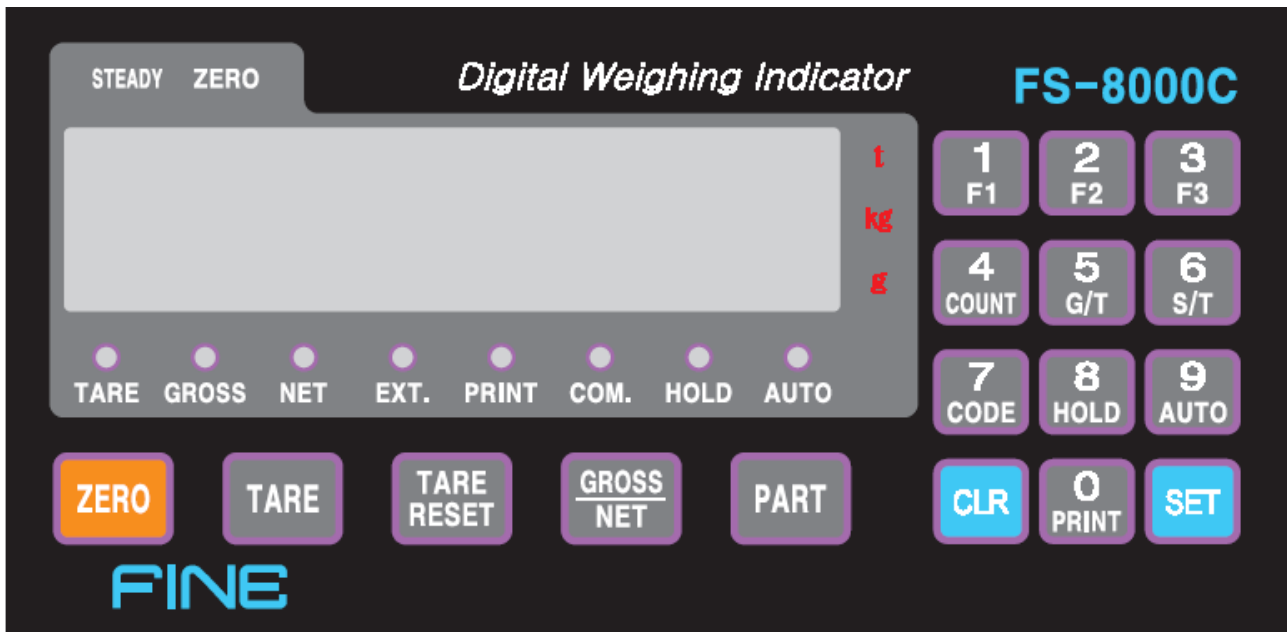 STEADY ZERO
Digital Weighing Indicator
FS-8000C
t
kg
g
TARE GROSS NET EXT. PRINT COM. HOLD AUTO
1 2 3
F1 F2 F3
4 5 6
COUNT G/T S/T
7 8 9
CODE HOLD AUTO
CLR 0 SET
PRINT
ZERO TARE TARE RESET GROSS NET PART
FINE